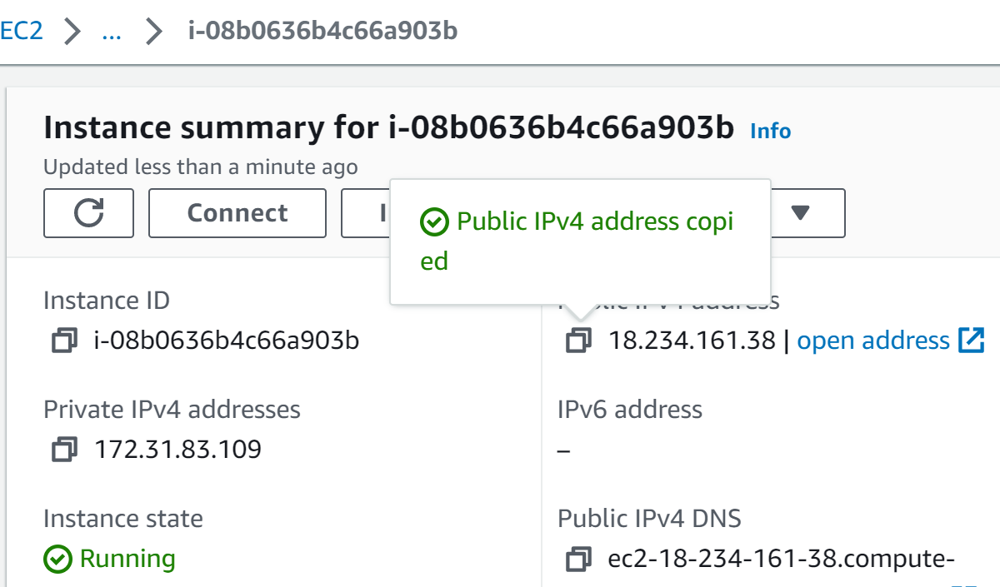 EC2 > ... > i-08b0636b4c66a903b
Instance summary for i-08b0636b4c66a903b Info
Updated less than a minute ago
Connect
Public IPv4 address copi
ed
Instance ID
i-08b0636b4c66a903b
18.234.161.38 | open address
Private IPv4 addresses
172.31.83.109
IPv6 address
–
Instance state
Running
Public IPv4 DNS
ec2-18-234-161-38.compute-